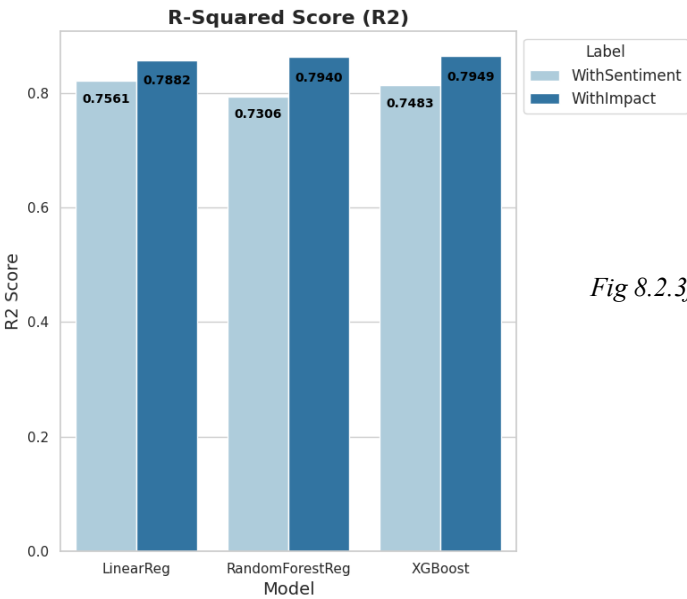 R-Squared Score (R2)
Label
WithSentiment
WithImpact
0.8
0.6
0.4
0.2
0.0
R2 Score
0.7561
0.7882
0.7306
0.7940
0.7483
0.7949
LinearReg
RandomForestReg
XGBoost
Model
Fig 8.2.3